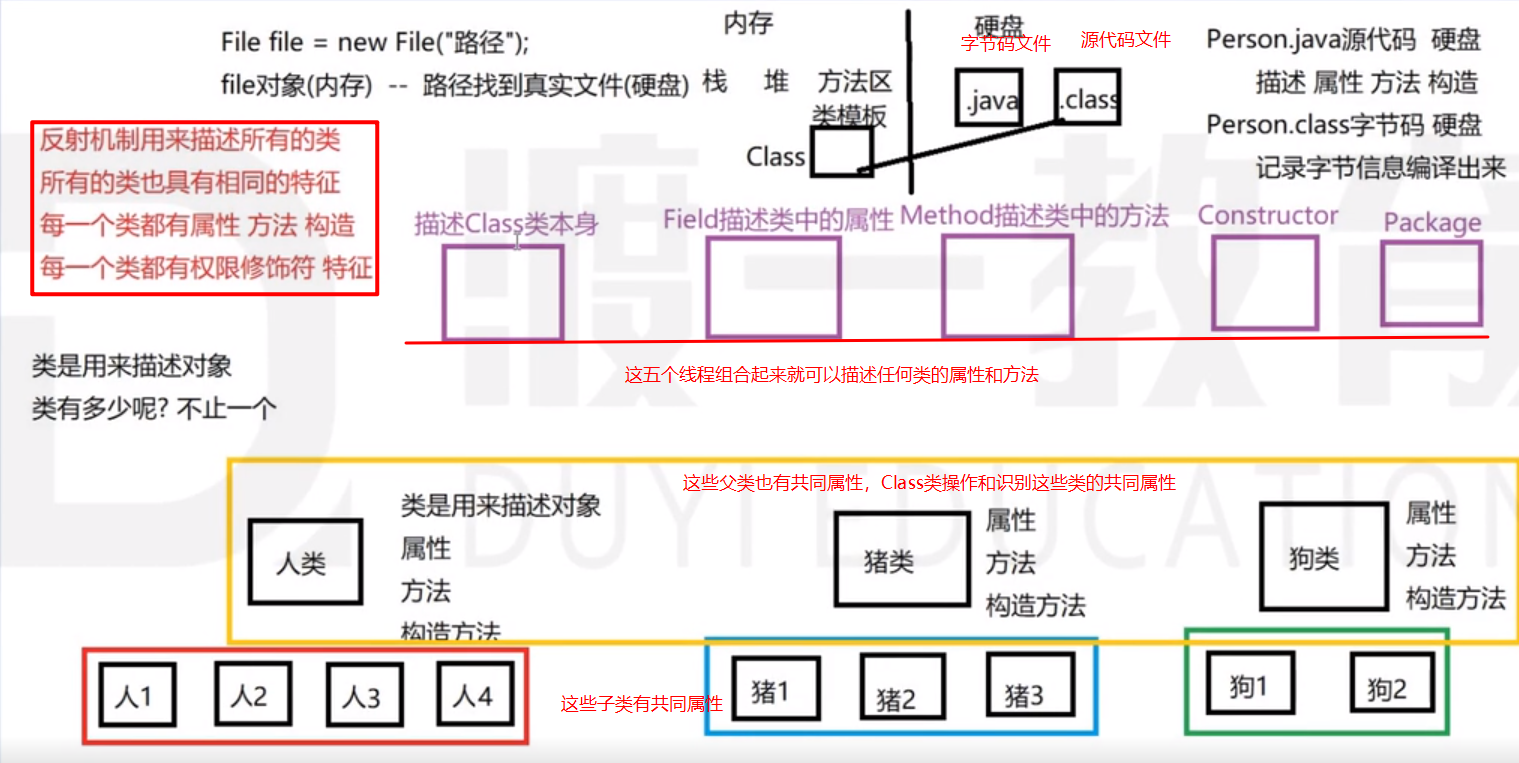 File file = new File("路径");
file对象(内存) -- 路径找到真实文件(硬盘)
内存
栈 堆 方法区
类模板
Class
硬盘
字节码文件 源代码文件
.java .class
Person.java源代码 硬盘
描述 属性 方法 构造
Person.class字节码 硬盘
记录字节信息编译出来
反射机制用来描述所有的类
所有的类也具有相同的特征
每一个类都有属性 方法 构造
每一个类都有权限修饰符 特征
描述Class类本身 Field描述类中的属性 Method描述类中的方法 Constructor Package
这五个线程组合起来就可以描述任何类的属性和方法
类是用来描述对象
类有多少呢? 不止一个
这些父类也有共同属性，Class类操作和识别这些类的共同属性
人类
类是用来描述对象
属性
方法
构造方法
猪类
属性
方法
构造方法
狗类
属性
方法
构造方法
人1 人2 人3 人4
这些子类有共同属性
猪1 猪2 猪3
狗1 狗2
渡一教育
DUYI EDUCATION